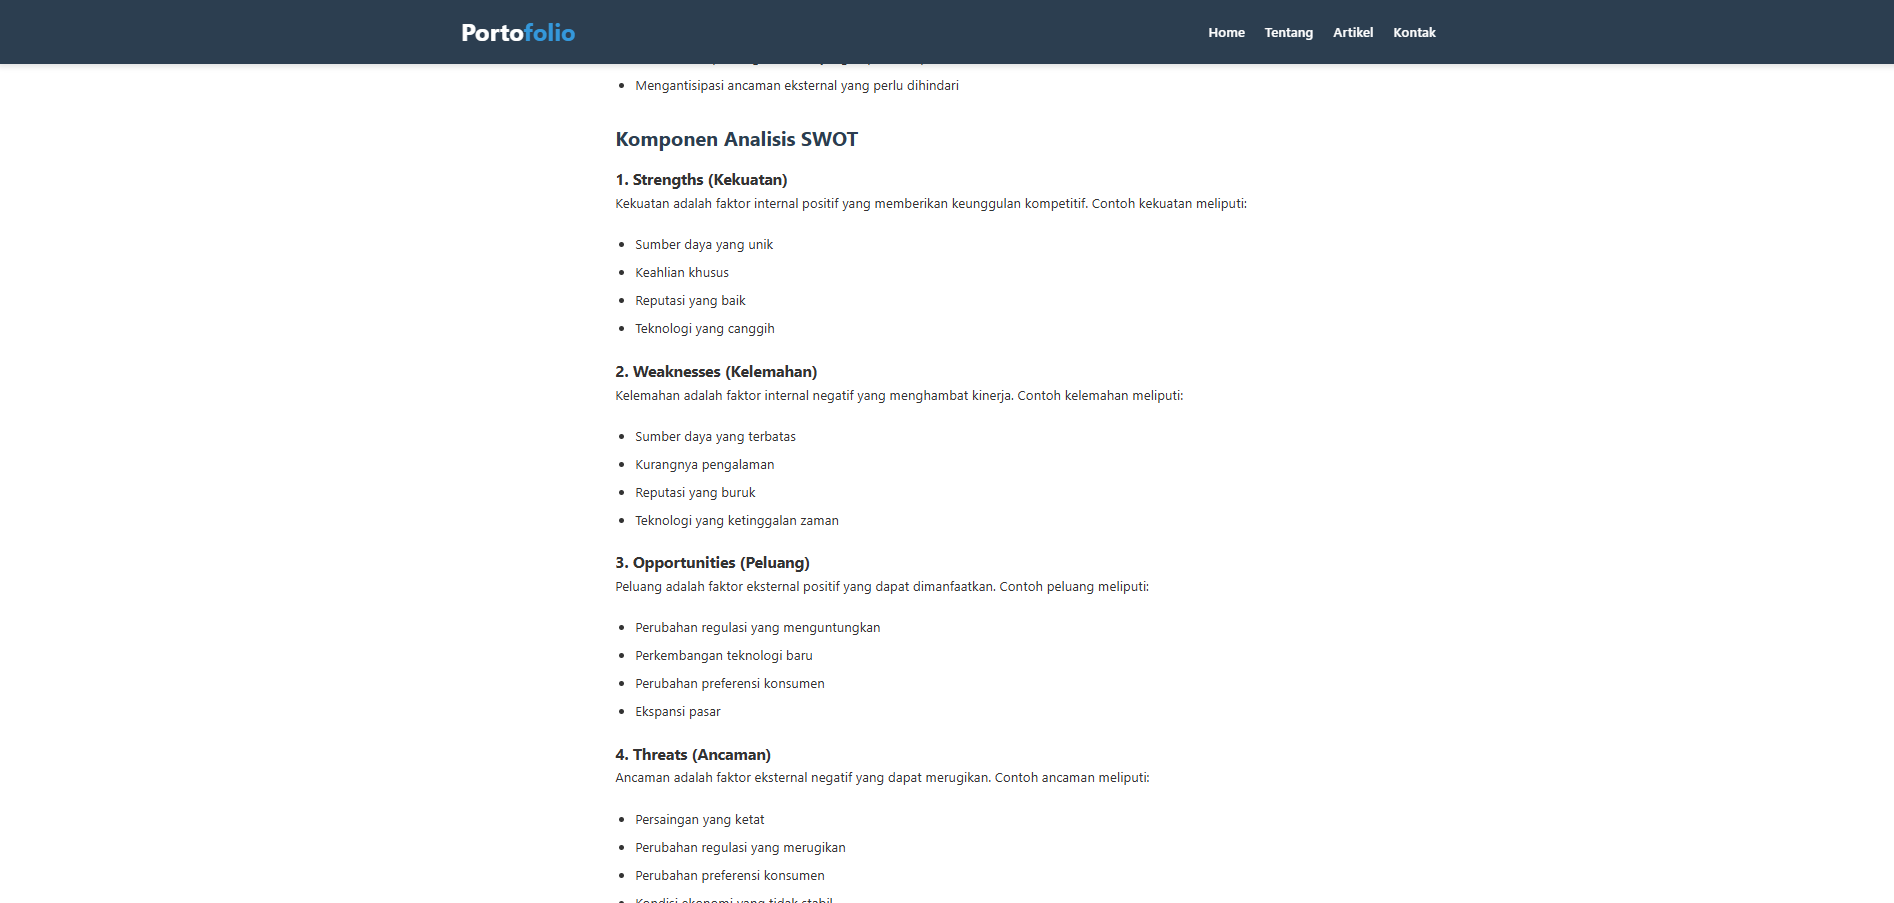 Portofolio
Home Tentang Artikel Kontak
Mengantisipasi ancaman eksternal yang perlu dihindari
Komponen Analisis SWOT
1. Strengths (Kekuatan)
Kekuatan adalah faktor internal positif yang memberikan keunggulan kompetitif. Contoh kekuatan meliputi:
Sumber daya yang unik
Keahlian khusus
Reputasi yang baik
Teknologi yang canggih
2. Weaknesses (Kelemahan)
Kelemahan adalah faktor internal negatif yang menghambat kinerja. Contoh kelemahan meliputi:
Sumber daya yang terbatas
Kurangnya pengalaman
Reputasi yang buruk
Teknologi yang ketinggalan zaman
3. Opportunities (Peluang)
Peluang adalah faktor eksternal positif yang dapat dimanfaatkan. Contoh peluang meliputi:
Perubahan regulasi yang menguntungkan
Perkembangan teknologi baru
Perubahan preferensi konsumen
Ekspansi pasar
4. Threats (Ancaman)
Ancaman adalah faktor eksternal negatif yang dapat merugikan. Contoh ancaman meliputi:
Persaingan yang ketat
Perubahan regulasi yang merugikan
Perubahan preferensi konsumen
Kondisi ekonomi yang tidak stabil